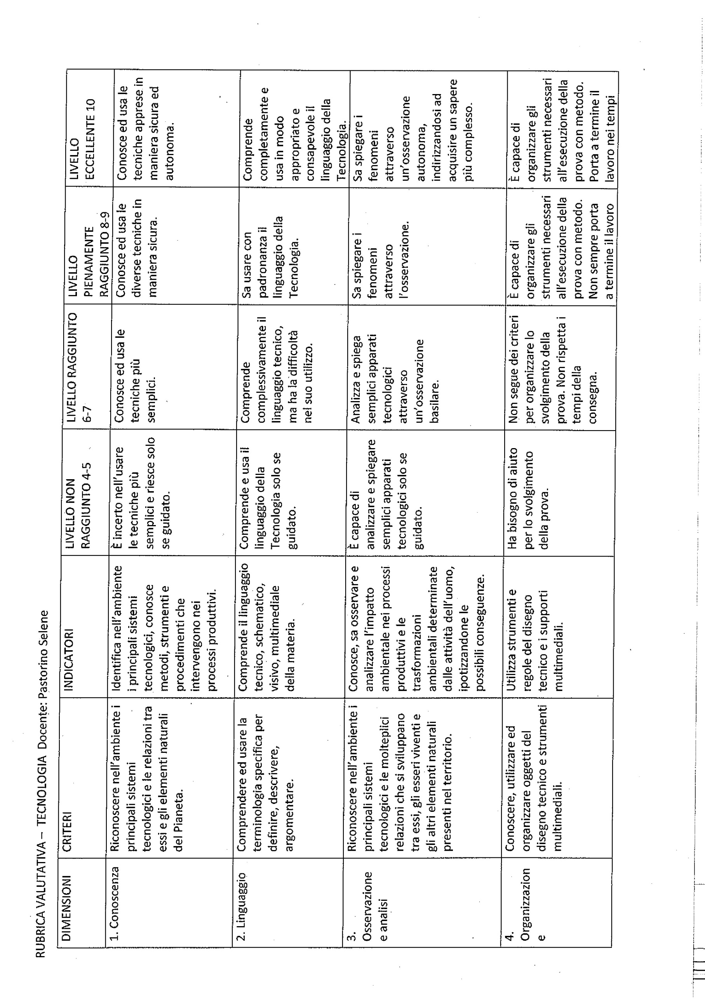 RUBRICA VALUTATIVA – TECNOLOGIA Docente: Pastorino Selene
DIMENSIONI
CRITERI
INDICATORI
LIVELLO NON
RAGGIUNTO 4-5
LIVELLO RAGGIUNTO
6-7
LIVELLO
PIENAMENTE
RAGGIUNTO 8-9
LIVELLO
ECCELLENTE 10
1. Conoscenza
Riconoscere nell'ambiente i
principali sistemi
tecnologici e le relazioni tra
essi e gli elementi naturali
del Pianeta.
Identifica nell'ambiente
i principali sistemi
tecnologici, conosce
metodi, strumenti e
procedimenti che
intervengono nei
processi produttivi.
È incerto nell'usare
le tecniche più
semplici e riesce solo
se guidato.
Conosce ed usa le
tecniche più
semplici.
Conosce ed usa le
diverse tecniche in
maniera sicura.
Conosce ed usa le
tecniche apprese in
maniera sicura ed
autonoma.
2. Linguaggio
Comprendere ed usare la
terminologia specifica per
definire, descrivere,
argomentare.
Comprende il linguaggio
tecnico, schematico,
visivo, multimediale
della materia.
Comprende e usa il
linguaggio della
Tecnologia solo se
guidato.
Comprende
complessivamente il
linguaggio tecnico,
ma ha la difficoltà
nel suo utilizzo.
Sa usare con
padronanza il
linguaggio della
Tecnologia.
Comprende
completamente e
usa in modo
appropriato e
consapevole il
linguaggio della
Tecnologia.
3.
Osservazione
e analisi
Riconoscere nell'ambiente i
principali sistemi
tecnologici e le molteplici
relazioni che si sviluppano
tra essi, gli esseri viventi e
gli altri elementi naturali
presenti nel territorio.
Conosce, sa osservare e
analizzare l'impatto
ambientale nei processi
produttivi e le
trasformazioni
ambientali determinate
dalle attività dell'uomo,
ipotizzandone le
possibili conseguenze.
È capace di
analizzare e spiegare
semplici apparati
tecnologici solo se
guidato.
Analizza e spiega
semplici apparati
tecnologici
attraverso
un'osservazione
basilare.
Sa spiegare i
fenomeni
attraverso
l'osservazione.
Sa spiegare i
fenomeni
attraverso
un'osservazione
autonoma,
indirizzandosi ad
acquisire un sapere
più complesso.
4.
Organizzazion
e
Conoscere, utilizzare ed
organizzare oggetti del
disegno tecnico e strumenti
multimediali.
Utilizza strumenti e
regole del disegno
tecnico e i supporti
multimediali.
Ha bisogno di aiuto
per lo svolgimento
della prova.
Non segue dei criteri
per organizzare lo
svolgimento della
prova. Non rispetta i
tempi della
consegna.
È capace di
organizzare gli
strumenti necessari
all'esecuzione della
prova con metodo.
Non sempre porta
a termine il lavoro
È capace di
organizzare gli
strumenti necessari
all'esecuzione della
prova con metodo.
Porta a termine il
lavoro nei tempi